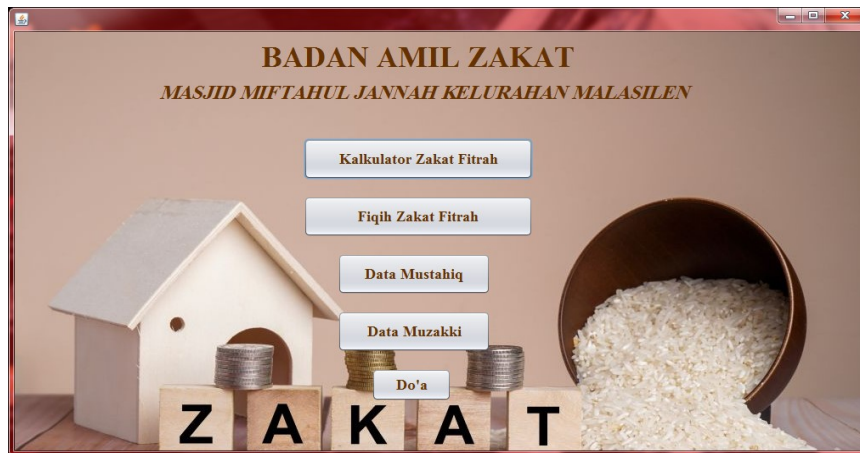 BADAN AMIL ZAKAT
MASJID MIFTAHUL JANNAH KELURAHAN MALASILEN
Kalkulator Zakat Fitrah
Fiqih Zakat Fitrah
Data Mustahiq
Data Muzakki
Do'a
Z A K A T